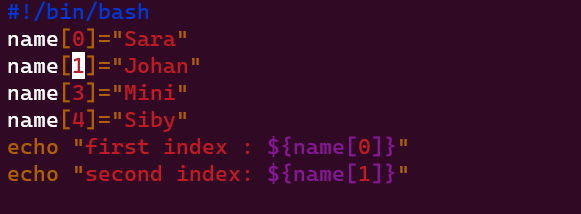 #!/bin/bash
name[0]="Sara"
name[1]="Johan"
name[3]="Mini"
name[4]="Siby"
echo "first index : ${name[0]}"
echo "second index: ${name[1]}"